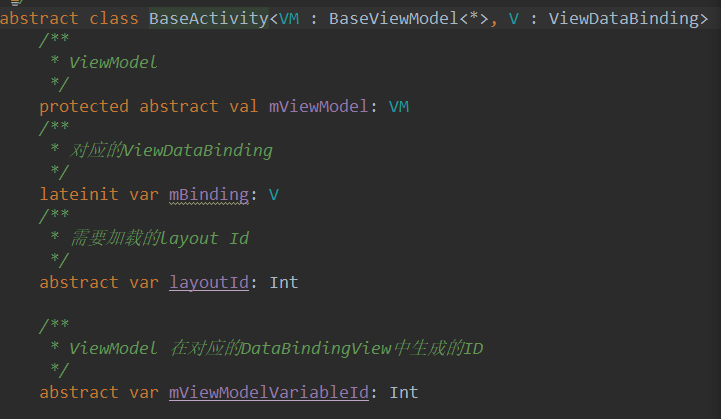 abstract class BaseActivity<VM : BaseViewModel<*>, V : ViewDataBinding>
/**
* ViewModel
*/
protected abstract val mViewModel: VM
/**
* 对应的ViewDataBinding
*/
lateinit var mBinding: V
/**
* 需要加载的layout Id
*/
abstract var layoutId: Int
/**
* ViewModel 在对应的DataBindingView中生成的ID
*/
abstract var mViewModelVariableId: Int